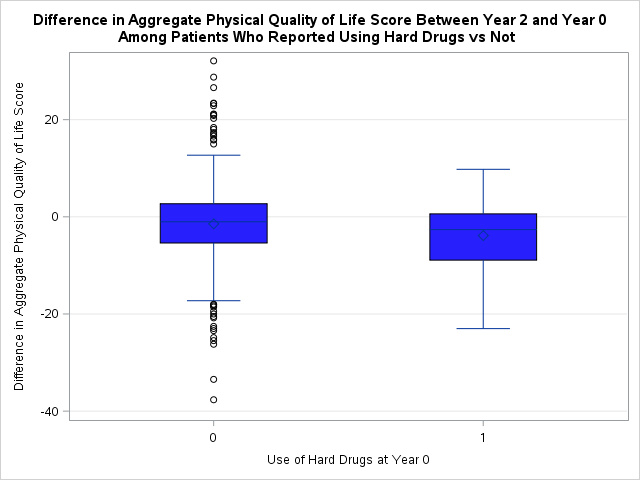 Difference in Aggregate Physical Quality of Life Score Between Year 2 and Year 0
Among Patients Who Reported Using Hard Drugs vs Not
Difference in Aggregate Physical Quality of Life Score
20
0
-20
-40
0
1
Use of Hard Drugs at Year 0